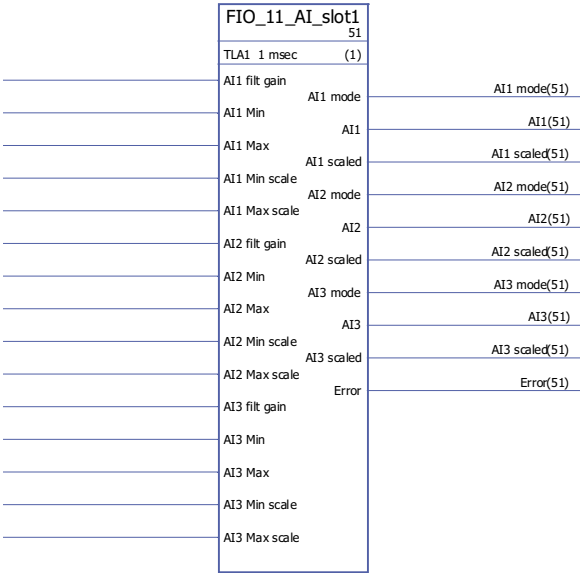 FIO_11_AI_slot1
51
TLA1 1 msec (1)
AI1 filt gain
AI1 mode AI1 mode(51)
AI1 Min
AI1 AI1(51)
AI1 Max
AI1 scaled AI1 scaled(51)
AI1 Min scale
AI2 mode AI2 mode(51)
AI1 Max scale
AI2 AI2(51)
AI2 filt gain
AI2 scaled AI2 scaled(51)
AI2 Min
AI3 mode AI3 mode(51)
AI2 Max
AI3 AI3(51)
AI2 Min scale
AI3 scaled AI3 scaled(51)
AI2 Max scale
Error Error(51)
AI3 filt gain
AI3 Min
AI3 Max
AI3 Min scale
AI3 Max scale